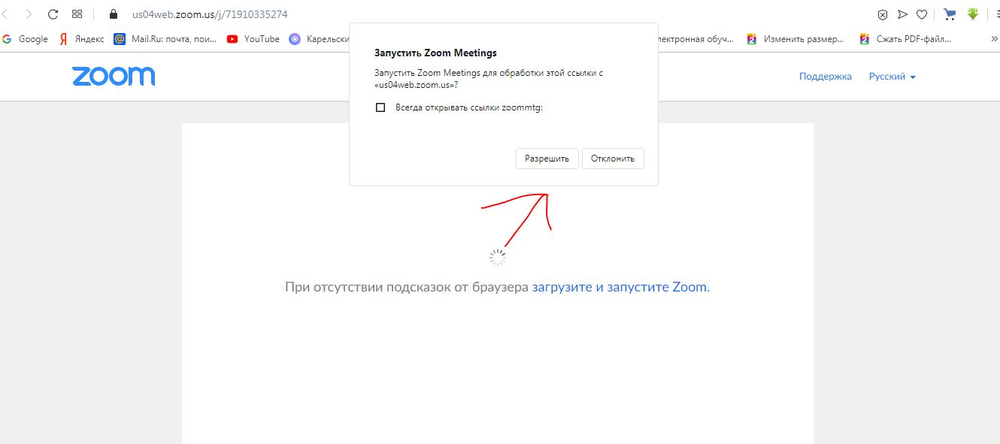 us04web.zoom.us/j/71910335274
Google Яндекс Mail.Ru: почта, пои... YouTube Карельски лектронная обуч... Изменить размер... Сжать PDF-файл... »
zoom
Поддержка Русский
Запустить Zoom Meetings
Запустить Zoom Meetings для обработки этой ссылки с
«us04web.zoom.us»?
Всегда открывать ссылки zoommtg:
Разрешить Отклонить
При отсутствии подсказок от браузера загрузите и запустите Zoom.